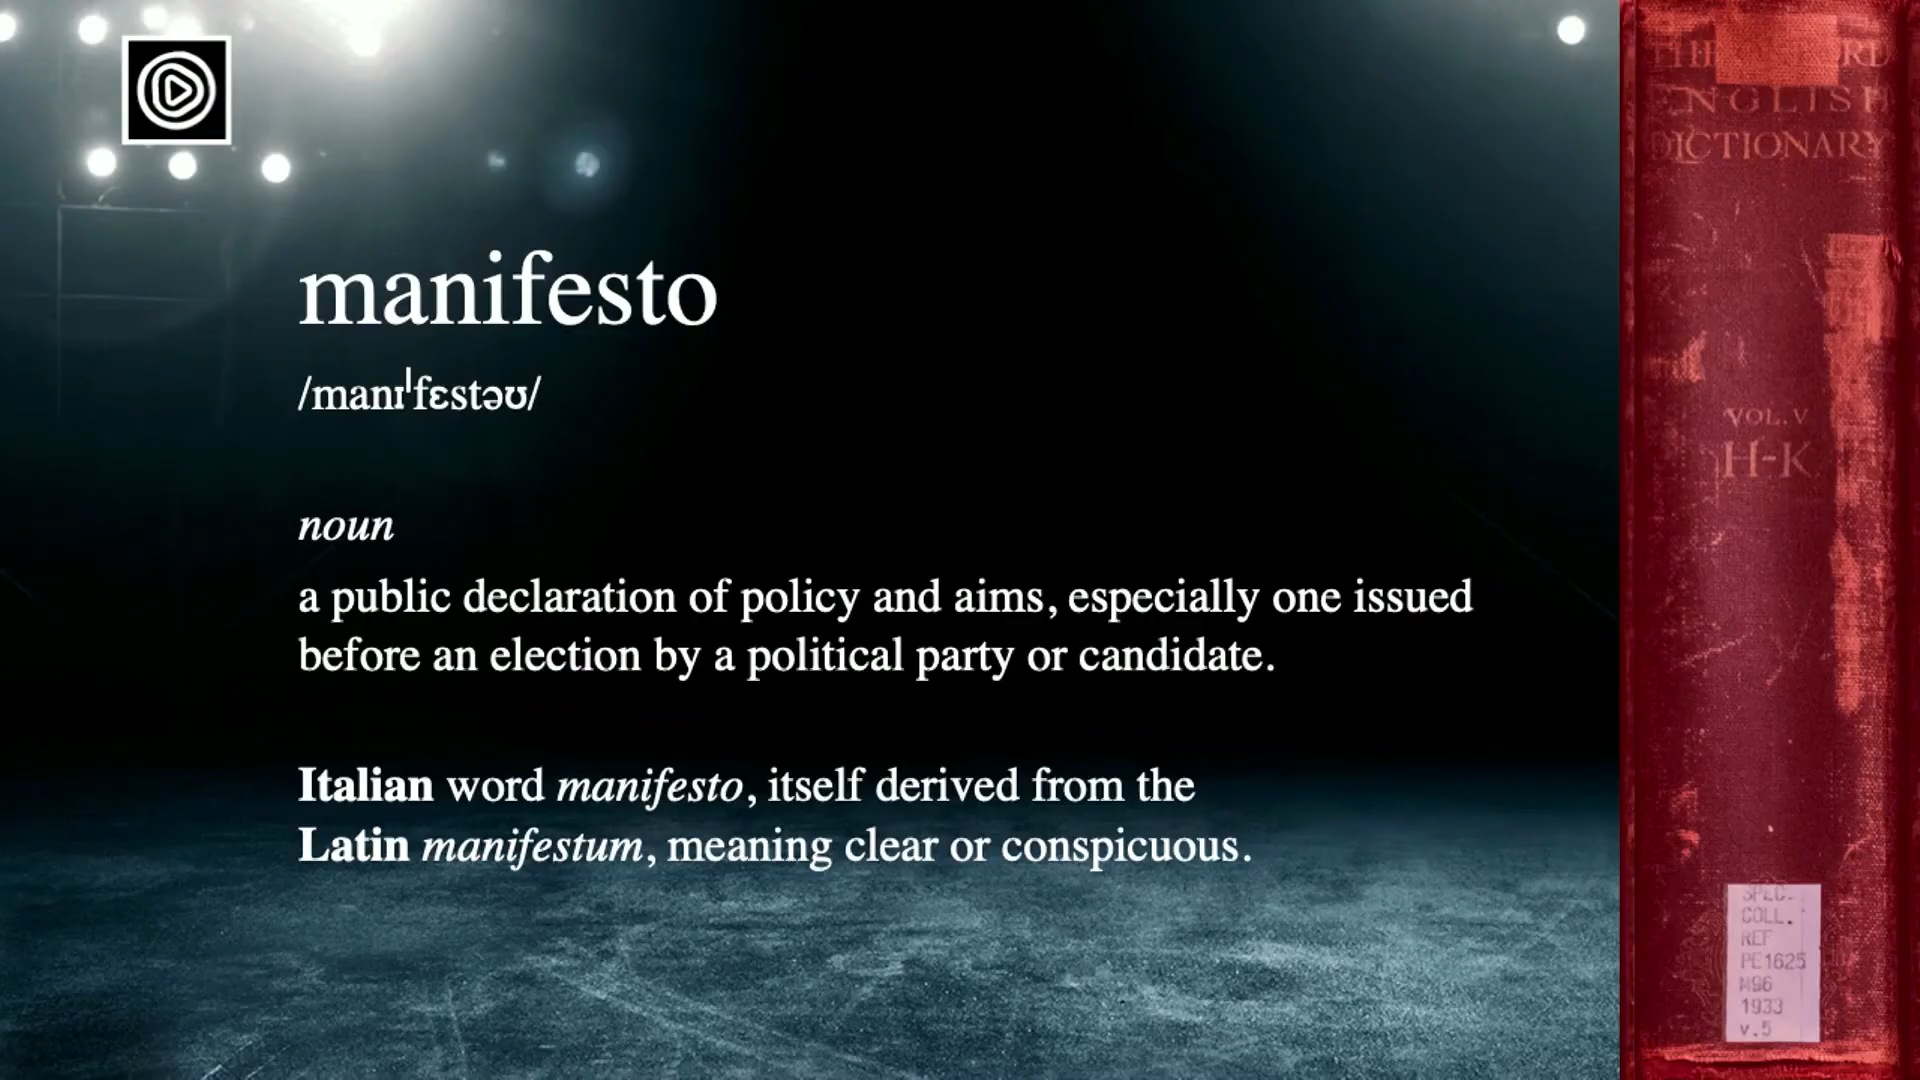 manifesto
/manɪˈfɛstəʊ/
noun
a public declaration of policy and aims, especially one issued
before an election by a political party or candidate.
Italian word manifesto, itself derived from the
Latin manifestum, meaning clear or conspicuous.
ENGLISH
DICTIONARY
VOL. V
H-K
SPEC.
COLL.
REF
PE1625
M96
1933
v.5